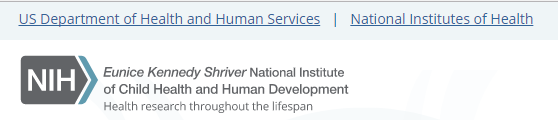 US Department of Health and Human Services | National Institutes of Health
NIH
Eunice Kennedy Shriver National Institute
of Child Health and Human Development
Health research throughout the lifespan